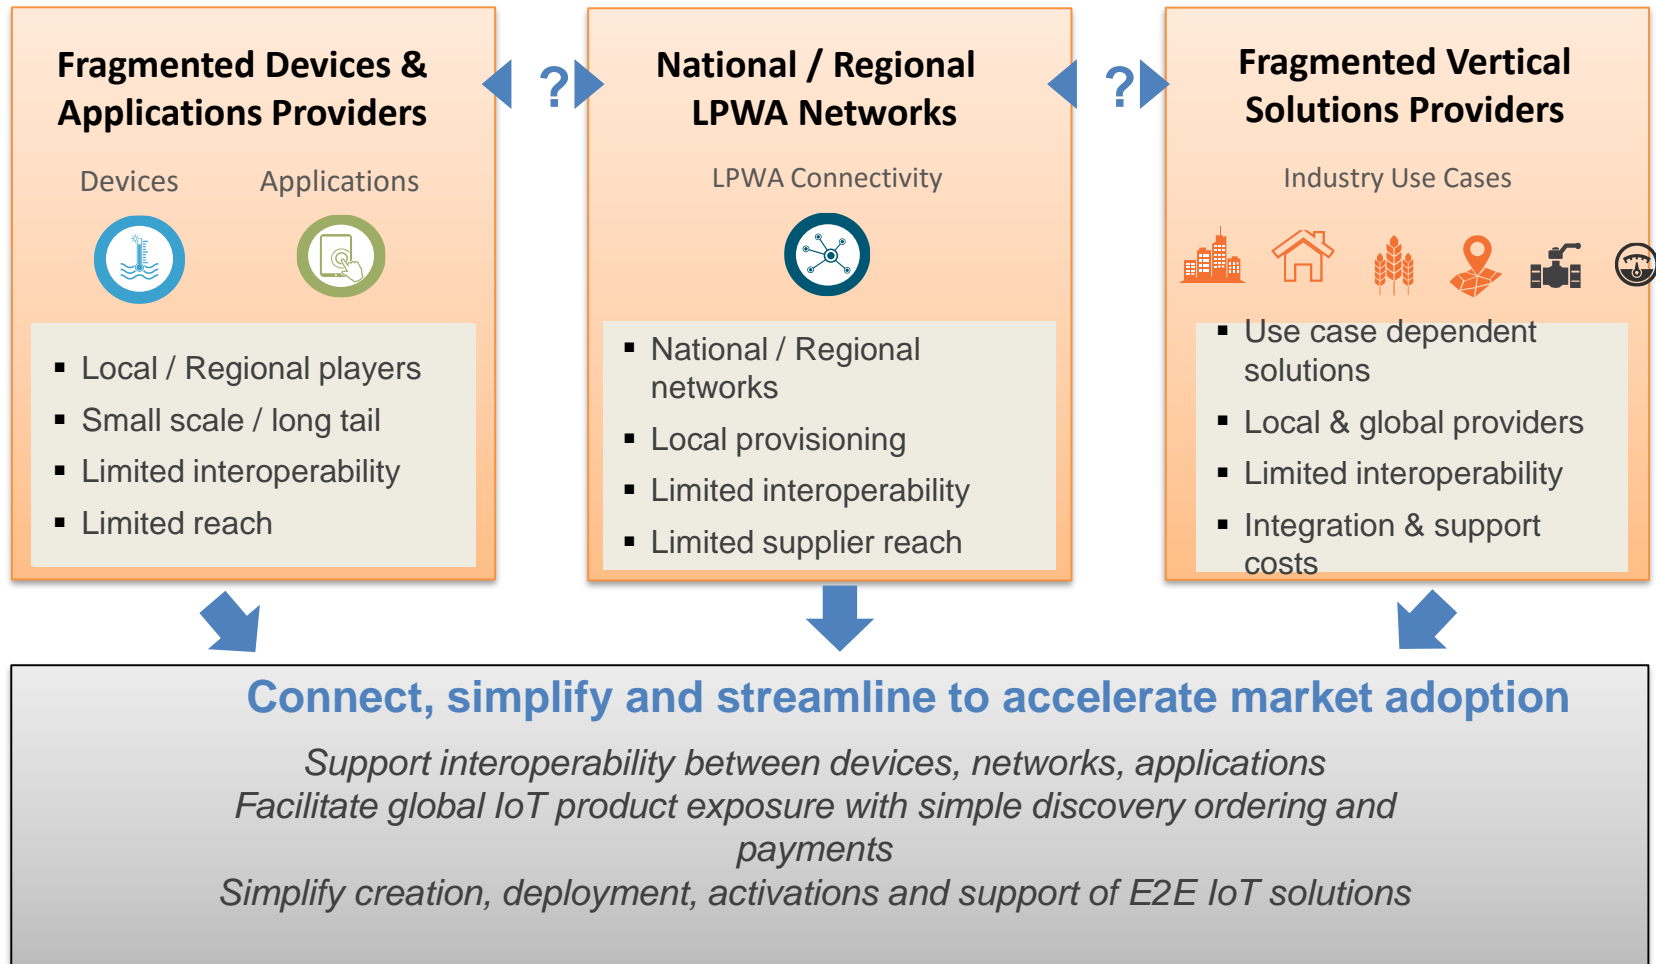 Fragmented Devices &
Applications Providers
Devices
Applications
▪ Local / Regional players
▪ Small scale / long tail
▪ Limited interoperability
▪ Limited reach
?
National / Regional
LPWA Networks
LPWA Connectivity
▪ National / Regional
networks
▪ Local provisioning
▪ Limited interoperability
▪ Limited supplier reach
?
Fragmented Vertical
Solutions Providers
Industry Use Cases
▪ Use case dependent
solutions
▪ Local & global providers
▪ Limited interoperability
▪ Integration & support
costs
Connect, simplify and streamline to accelerate market adoption
Support interoperability between devices, networks, applications
Facilitate global IoT product exposure with simple discovery ordering and
payments
Simplify creation, deployment, activations and support of E2E IoT solutions